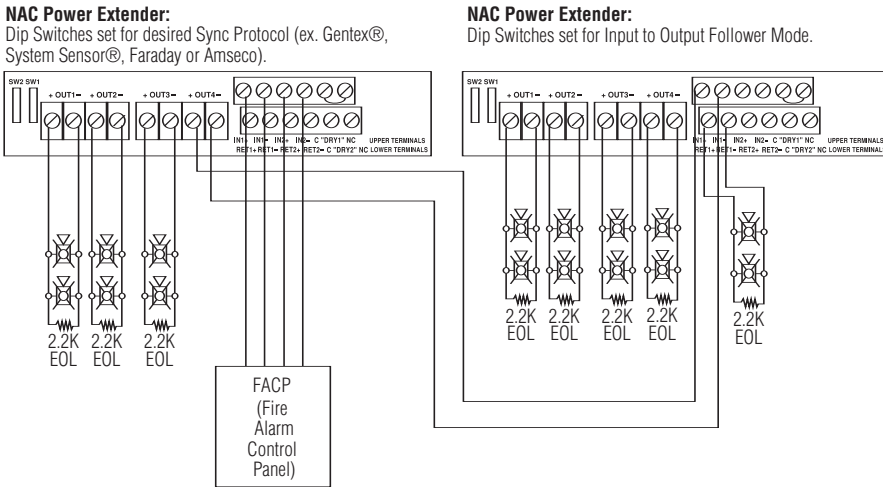 NAC Power Extender:
Dip Switches set for desired Sync Protocol (ex. Gentex®,
System Sensor®, Faraday or Amseco).
NAC Power Extender:
Dip Switches set for Input to Output Follower Mode.
SW2 SW1
+ OUT1 − + OUT2 − + OUT3 − + OUT4 −
IN1+ IN1− IN2+ IN2− C "DRY1" NC UPPER TERMINALS
RET1+ RET1− RET2+ RET2− C "DRY2" NC LOWER TERMINALS
SW2 SW1
+ OUT1 − + OUT2 − + OUT3 − + OUT4 −
IN1+ IN1− IN2+ IN2− C "DRY1" NC UPPER TERMINALS
RET1+ RET1− RET2+ RET2− C "DRY2" NC LOWER TERMINALS
2.2K 2.2K 2.2K
EOL EOL EOL
2.2K 2.2K 2.2K 2.2K
EOL EOL EOL EOL
2.2K
EOL
FACP
(Fire
Alarm
Control
Panel)